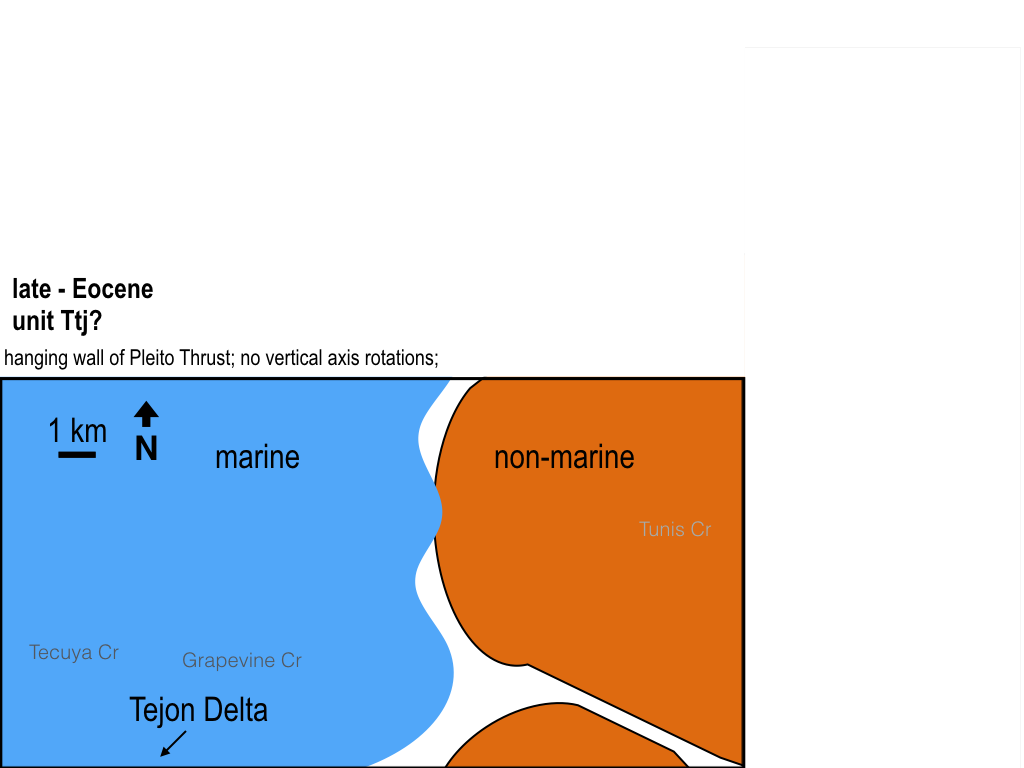 late - Eocene
unit Ttj?
hanging wall of Pleito Thrust; no vertical axis rotations;
1 km
N
marine
non-marine
Tunis Cr
Tecuya Cr
Grapevine Cr
Tejon Delta